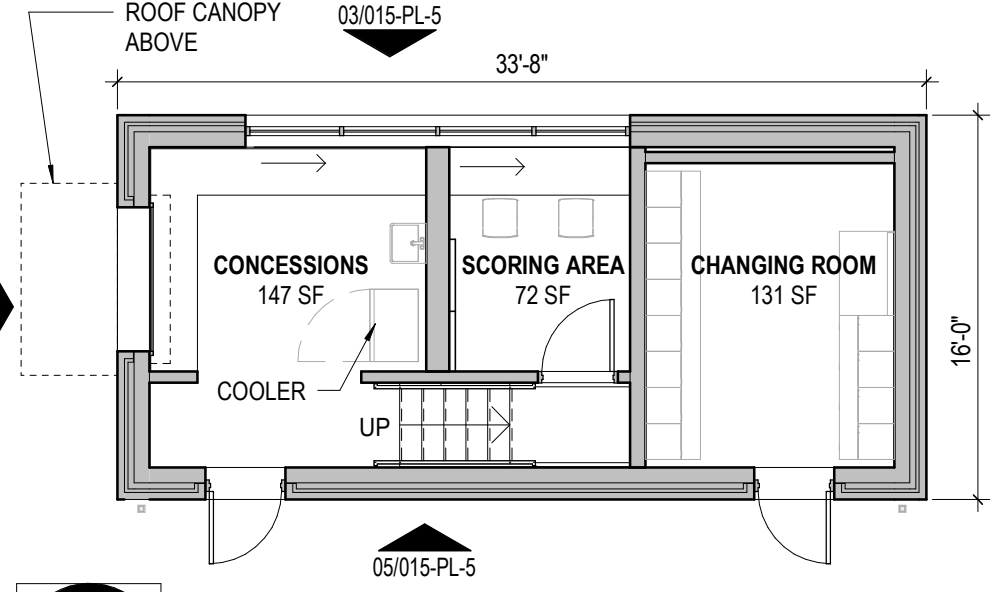 ROOF CANOPY
ABOVE
03/015-PL-5
33'-8"
CONCESSIONS
147 SF
SCORING AREA
72 SF
CHANGING ROOM
131 SF
16'-0"
COOLER
UP
05/015-PL-5